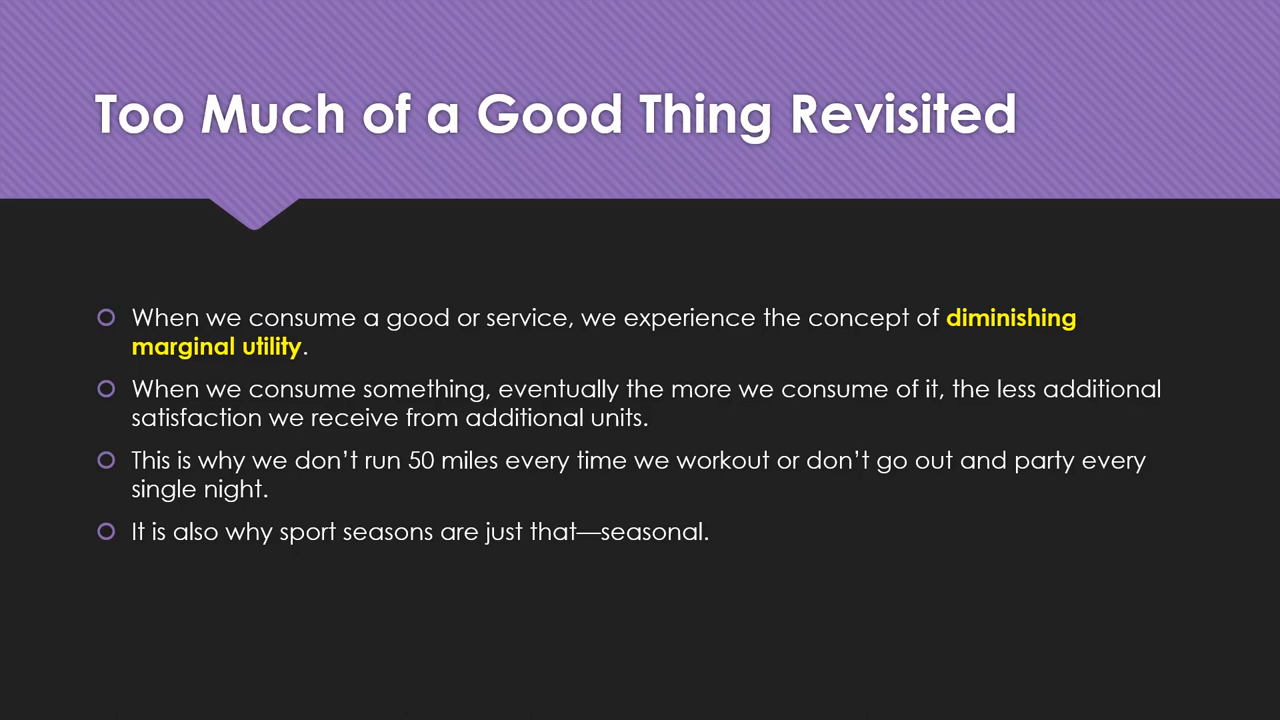 Too Much of a Good Thing Revisited
When we consume a good or service, we experience the concept of diminishing
marginal utility.
When we consume something, eventually the more we consume of it, the less additional
satisfaction we receive from additional units.
This is why we don’t run 50 miles every time we workout or don’t go out and party every
single night.
It is also why sport seasons are just that—seasonal.